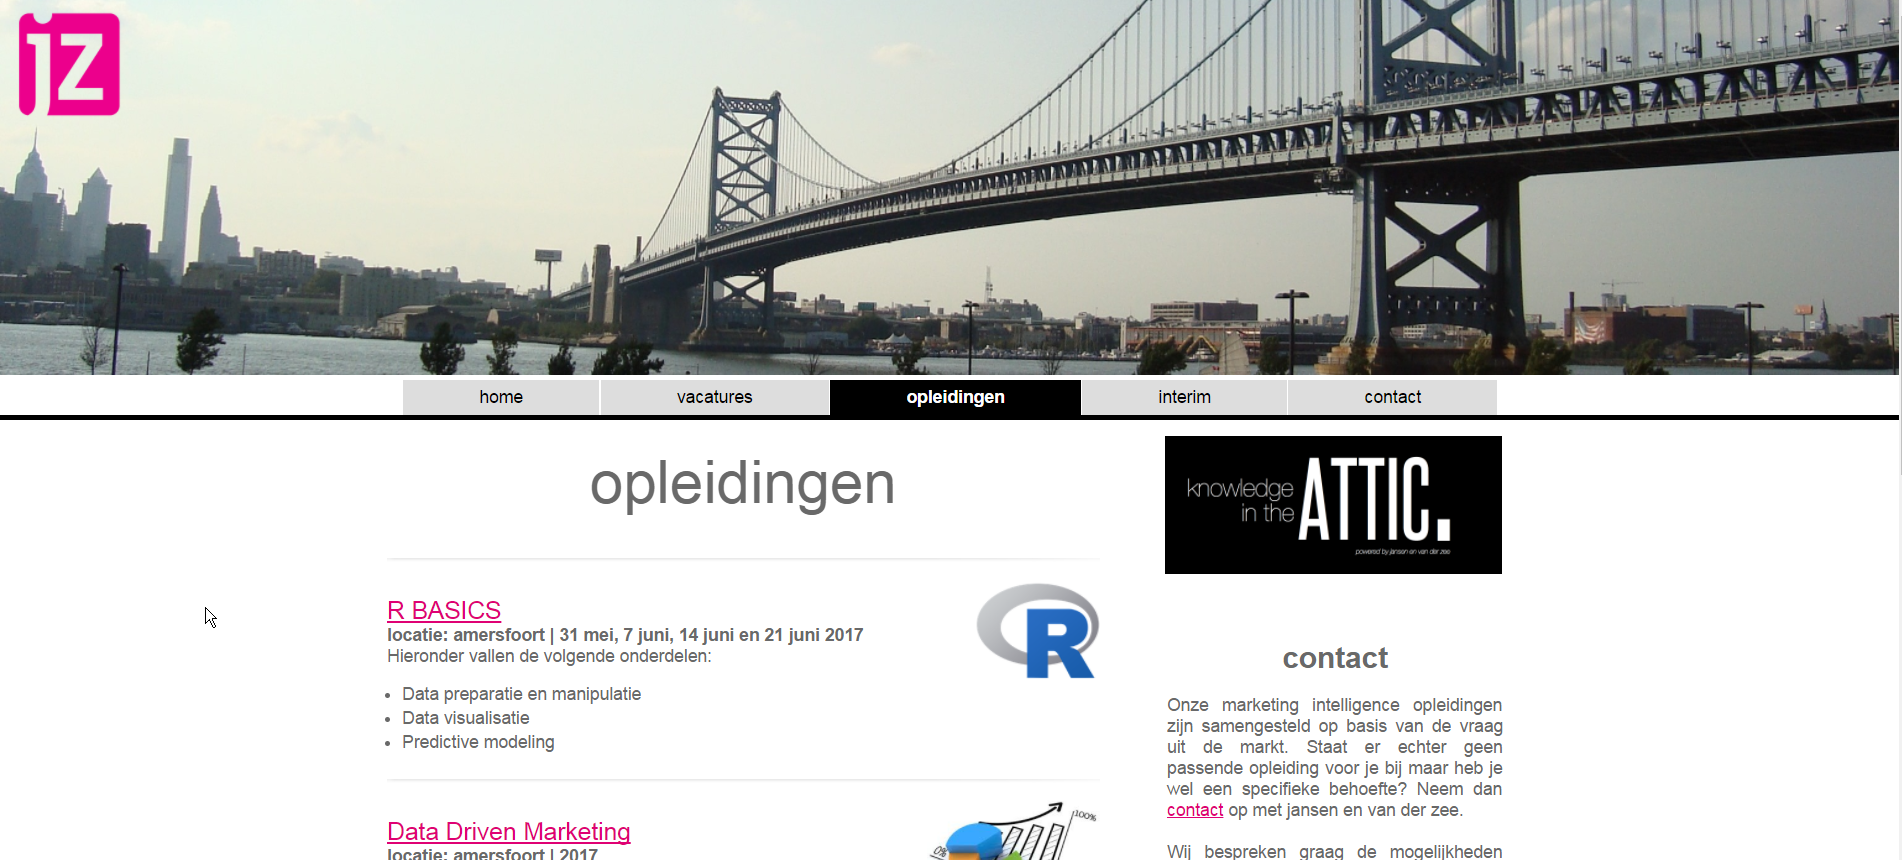 jz
home
vacatures
opleidingen
interim
contact
opleidingen
R BASICS
locatie: amersfoort | 31 mei, 7 juni, 14 juni en 21 juni 2017
Hieronder vallen de volgende onderdelen:
Data preparatie en manipulatie
Data visualisatie
Predictive modeling
R
Data Driven Marketing
locatie: amersfoort | 2017
0%
100%
knowledge
in the
ATTIC.
powered by jansen en van der zee
contact
Onze marketing intelligence opleidingen
zijn samengesteld op basis van de vraag
uit de markt. Staat er echter geen
passende opleiding voor je bij maar heb je
wel een specifieke behoefte? Neem dan
contact op met jansen en van der zee.
Wij bespreken graag de mogelijkheden